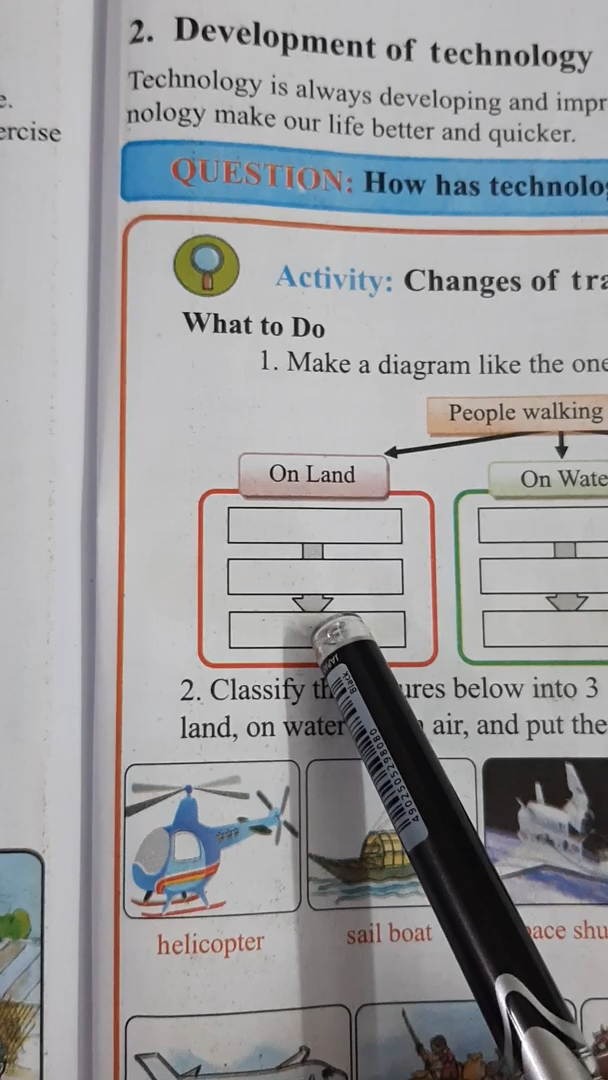 2. Development of technology
Technology is always developing and impr
nology make our life better and quicker.
e.
ercise
QUESTION: How has technolo
Activity: Changes of tra
What to Do
1. Make a diagram like the one
People walking
On Land
On Wate
2. Classify th ures below into 3
land, on water air, and put the
Black
4902505298080
helicopter
sail boat
ace shu